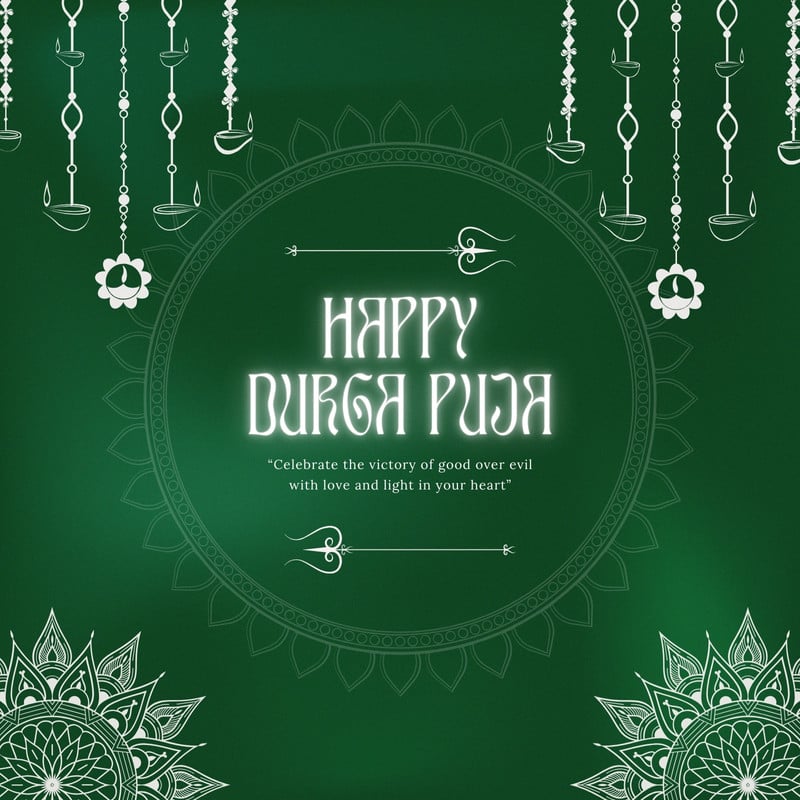 HAPPY
DURGA PUJA
“Celebrate the victory of good over evil
with love and light in your heart”